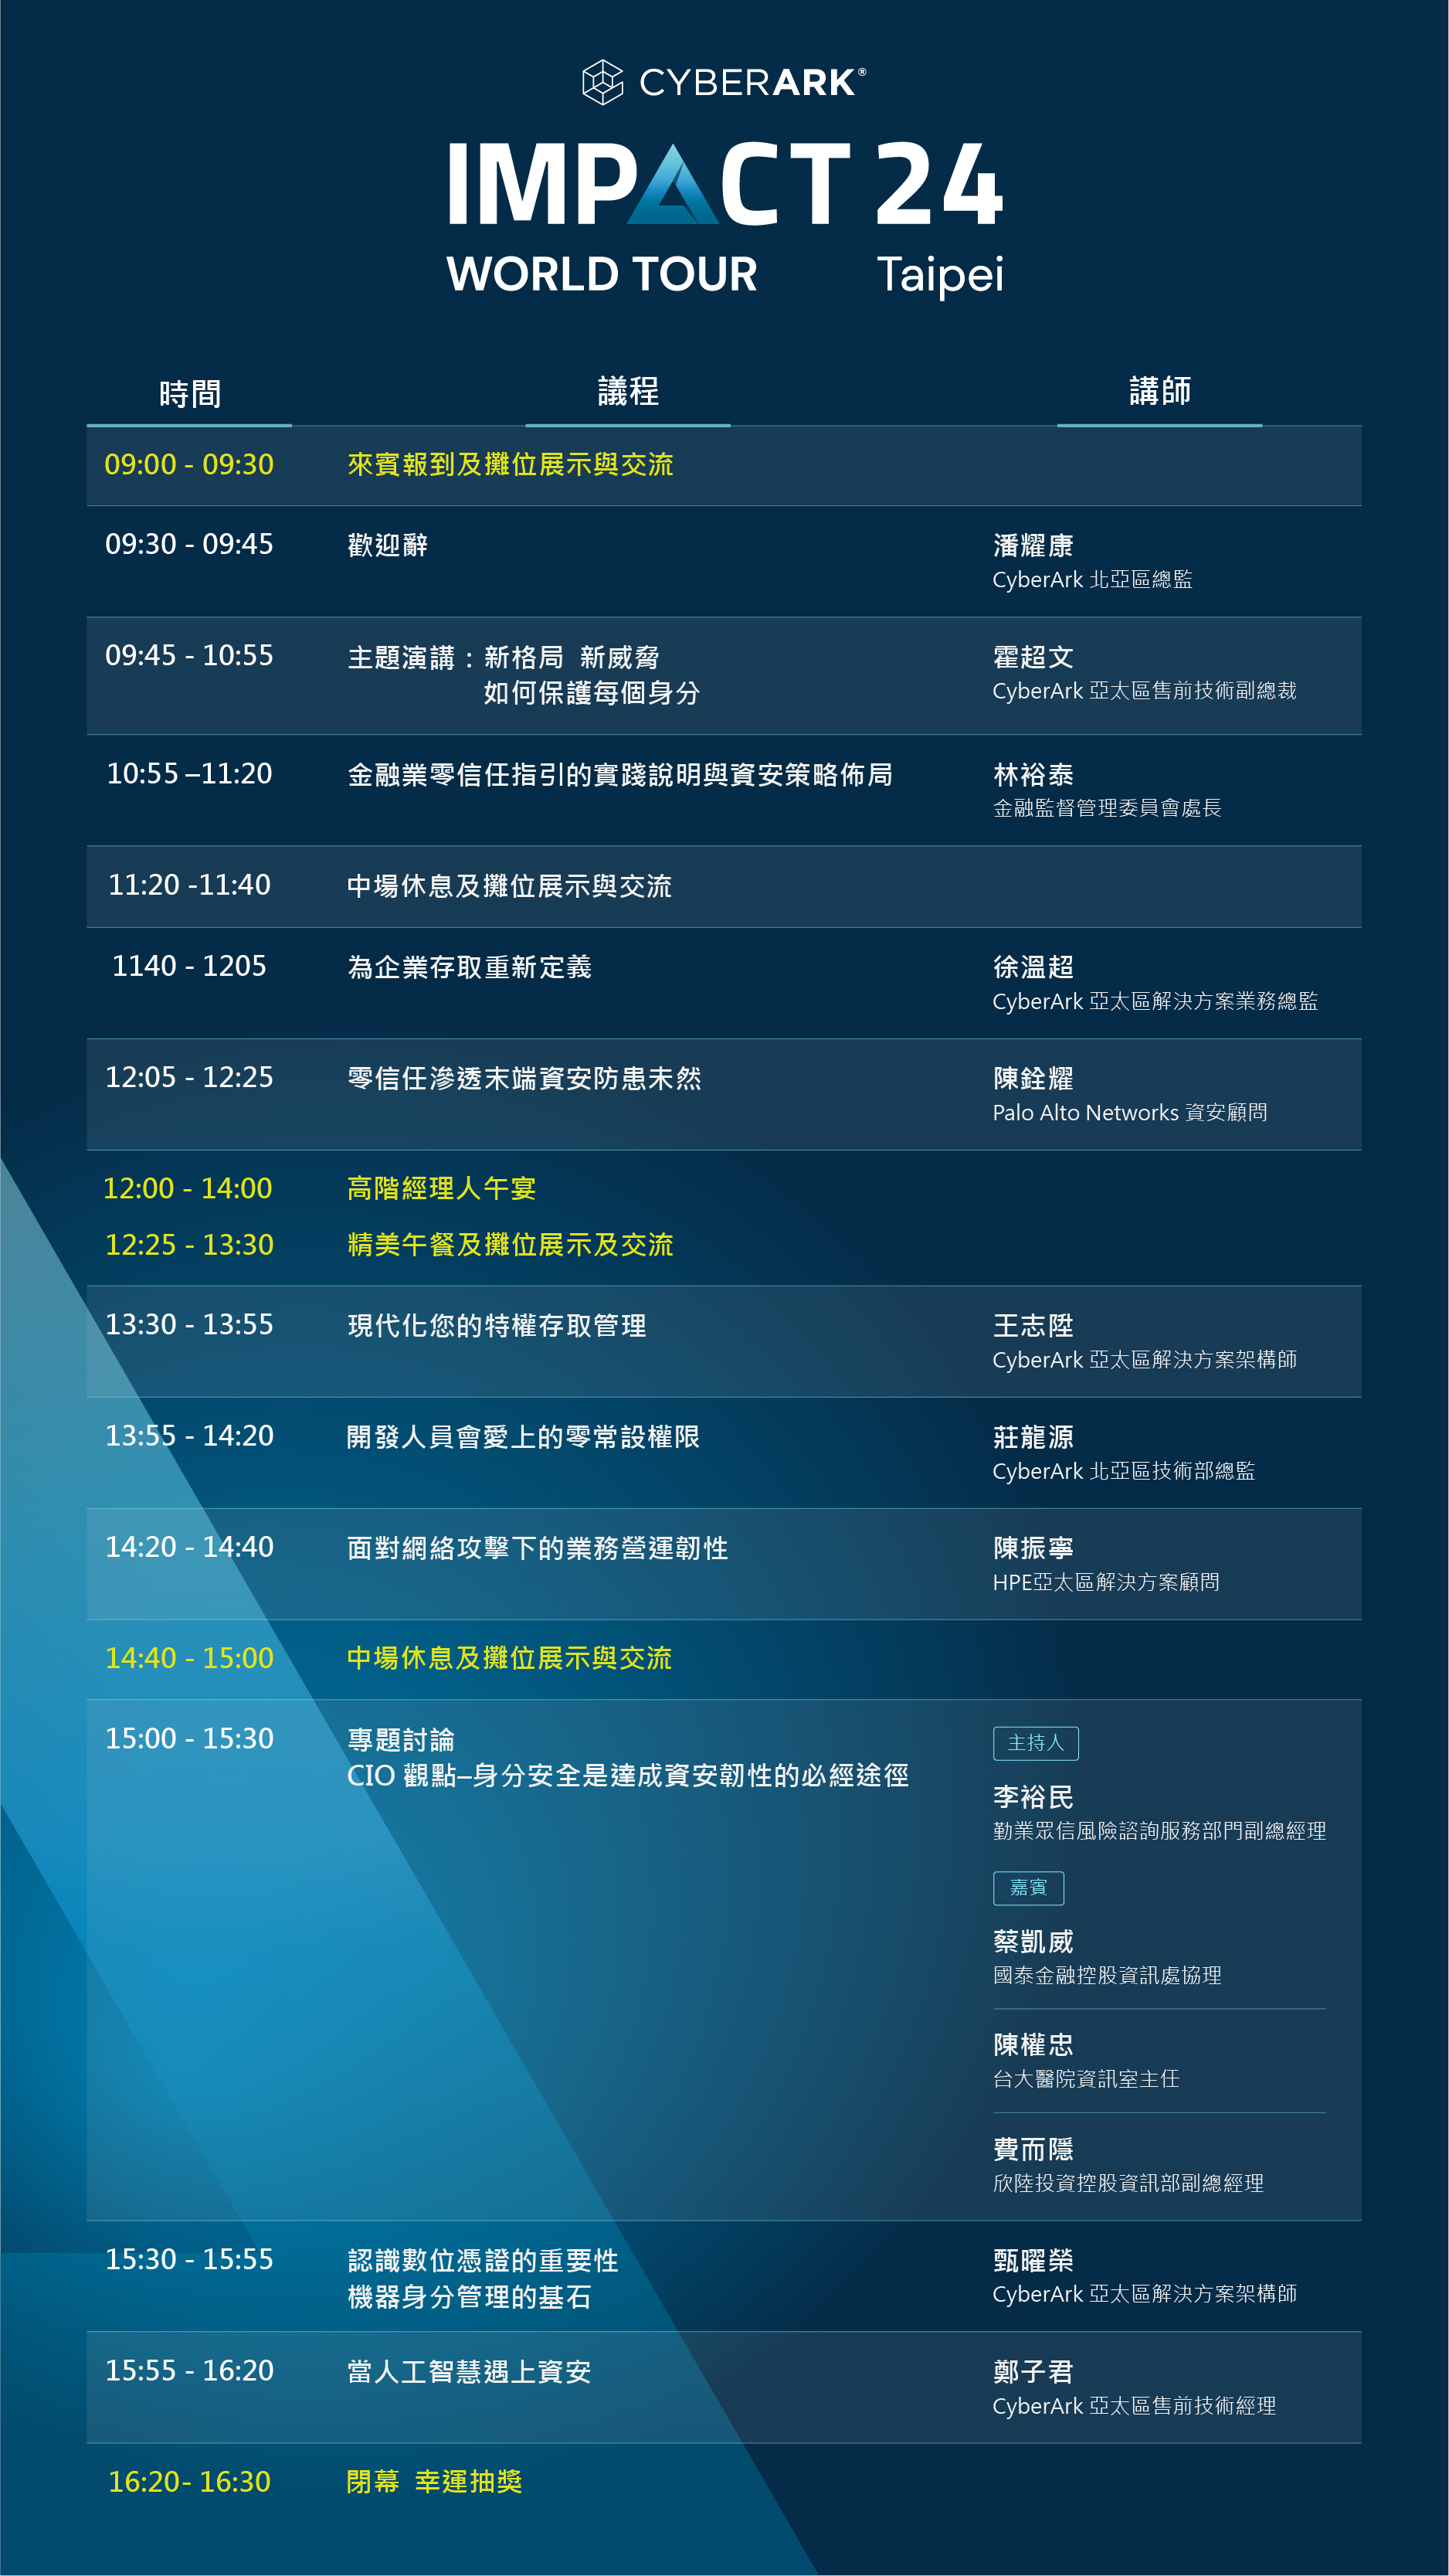 CYBERARK®
IMPACT 24
WORLD TOUR Taipei
時間 議程 講師
09:00 - 09:30 來賓報到及攤位展示與交流
09:30 - 09:45 歡迎辭 潘耀康
CyberArk 北亞區總監
09:45 - 10:55 主題演講：新格局 新威脅 霍超文
如何保護每個身分 CyberArk 亞太區售前技術副總裁
10:55 –11:20 金融業零信任指引的實踐說明與資安策略佈局 林裕泰
金融監督管理委員會處長
11:20 -11:40 中場休息及攤位展示與交流
1140 - 1205 為企業存取重新定義 徐溫超
CyberArk 亞太區解決方案業務總監
12:05 - 12:25 零信任滲透末端資安防患未然 陳銓耀
Palo Alto Networks 資安顧問
12:00 - 14:00 高階經理人午宴
12:25 - 13:30 精美午餐及攤位展示及交流
13:30 - 13:55 現代化您的特權存取管理 王志陞
CyberArk 亞太區解決方案架構師
13:55 - 14:20 開發人員會愛上的零常設權限 莊龍源
CyberArk 北亞區技術部總監
14:20 - 14:40 面對網絡攻擊下的業務營運韌性 陳振寧
HPE亞太區解決方案顧問
14:40 - 15:00 中場休息及攤位展示與交流
15:00 - 15:30 專題討論 主持人
CIO 觀點–身分安全是達成資安韌性的必經途徑
李裕民
勤業眾信風險諮詢服務部門副總經理
嘉賓
蔡凱威
國泰金融控股資訊處協理
陳權忠
台大醫院資訊室主任
費而隱
欣陸投資控股資訊部副總經理
15:30 - 15:55 認識數位憑證的重要性 甄曜榮
機器身分管理的基石 CyberArk 亞太區解決方案架構師
15:55 - 16:20 當人工智慧遇上資安 鄭子君
CyberArk 亞太區售前技術經理
16:20- 16:30 閉幕 幸運抽獎